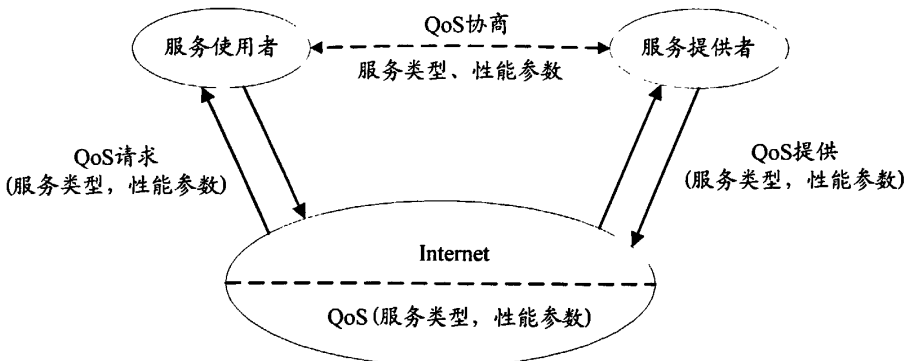 QoS协商
服务使用者
服务提供者
服务类型、性能参数
QoS请求
(服务类型，性能参数)
QoS提供
(服务类型，性能参数)
Internet
QoS(服务类型，性能参数)